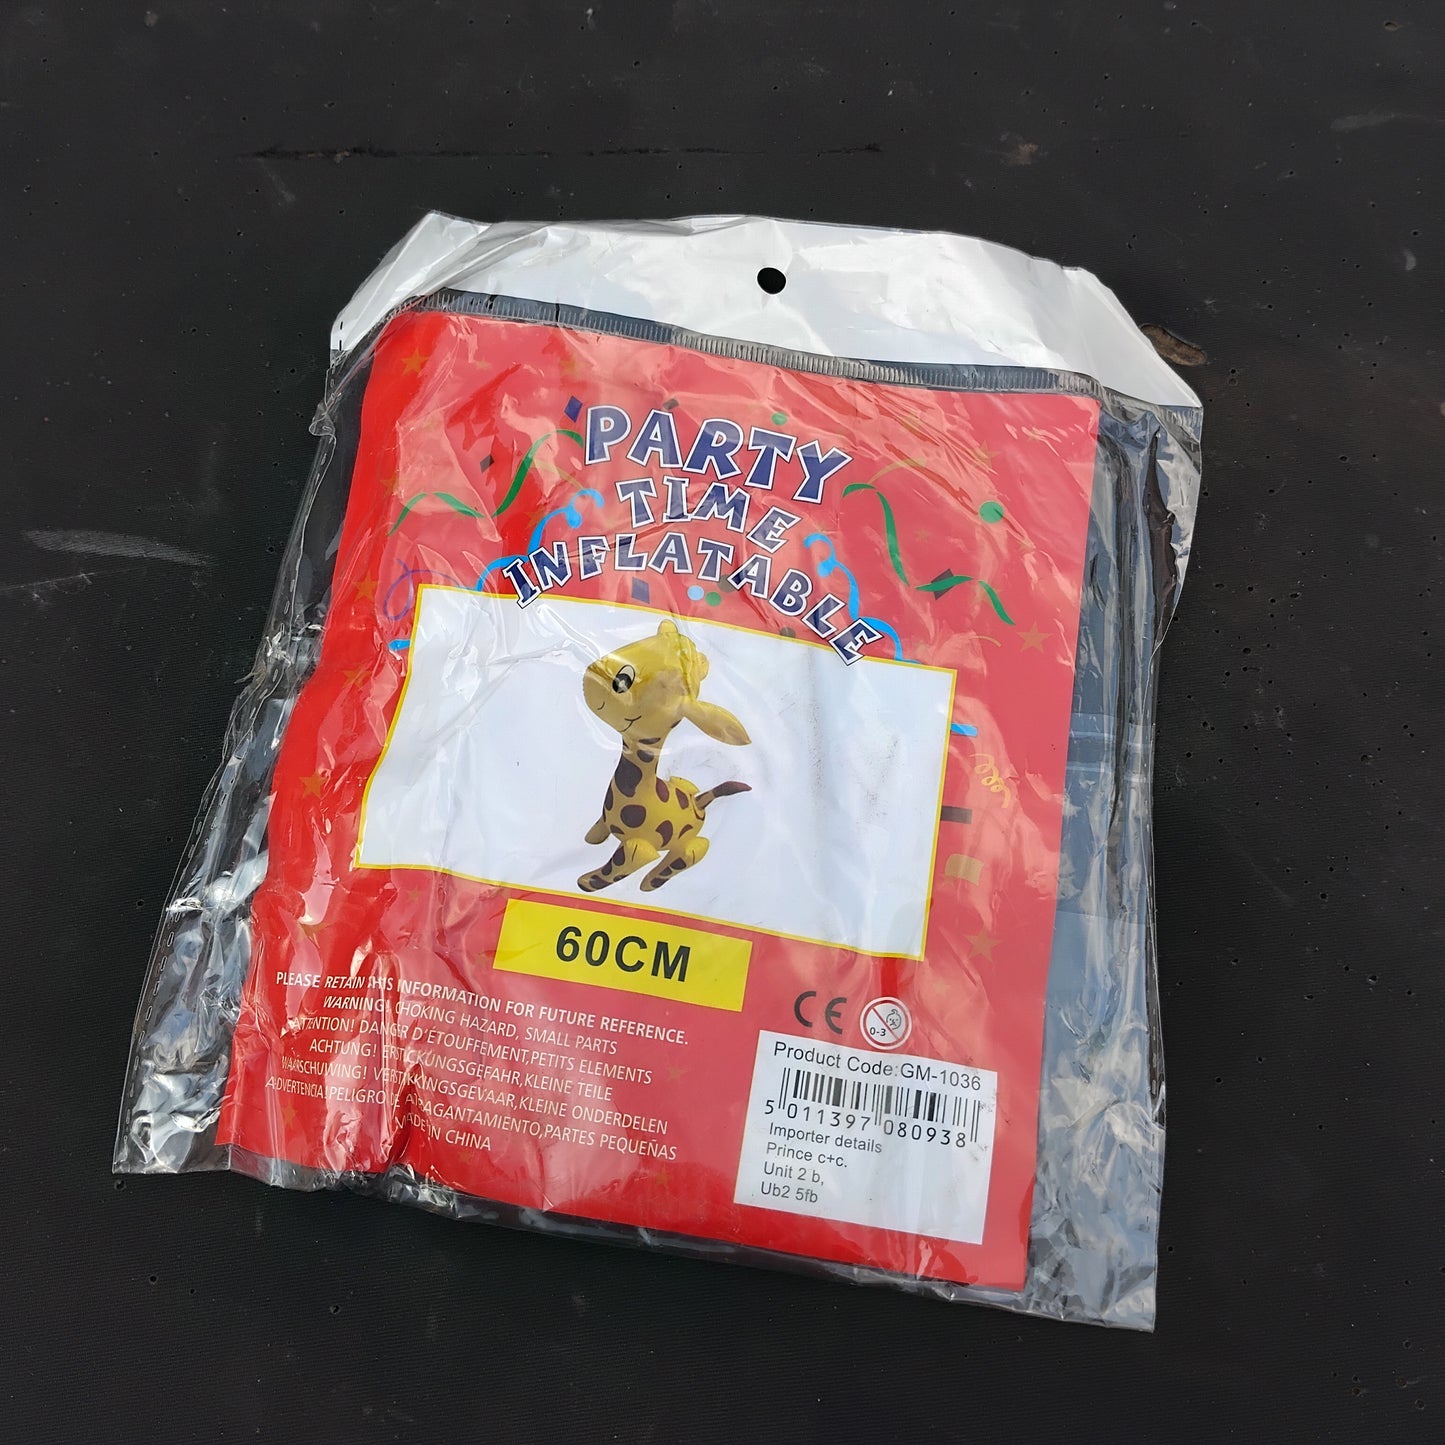 PARTY
TIME
INFLATABLE
60CM
PLEASE RETAIN THIS INFORMATION FOR FUTURE REFERENCE.
WARNING! CHOKING HAZARD, SMALL PARTS
ATTENTION! DANGER D'ÉTOUFFEMENT,PETITS ELEMENTS
ACHTUNG! ERSTICKUNGSGEFAHR,KLEINE TEILE
WAARSCHUWING! VERSTIKKINGSGEVAAR,KLEINE ONDERDELEN
ADVERTENCIA! PELIGRO DE ATRAGANTAMIENTO,PARTES PEQUEÑAS
MADE IN CHINA
CE
0-3
Product Code:GM-1036
5 011397 080938
Importer details
Prince c+c.
Unit 2 b,
Ub2 5fb